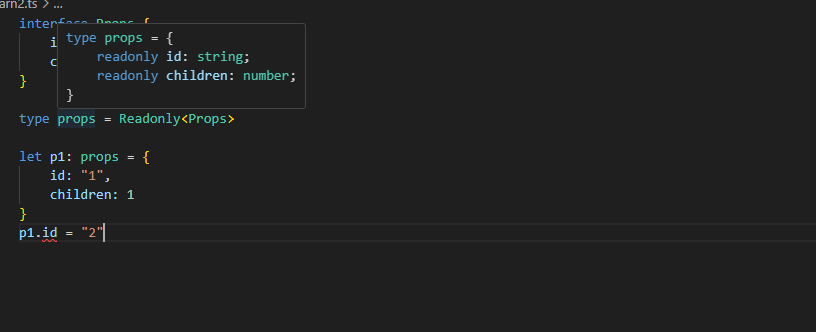 arn2.ts > ...
interface Props {
type props = {
readonly id: string;
readonly children: number;
}
i
c
}
type props = Readonly<Props>
let p1: props = {
id: "1",
children: 1
}
p1.id = "2"